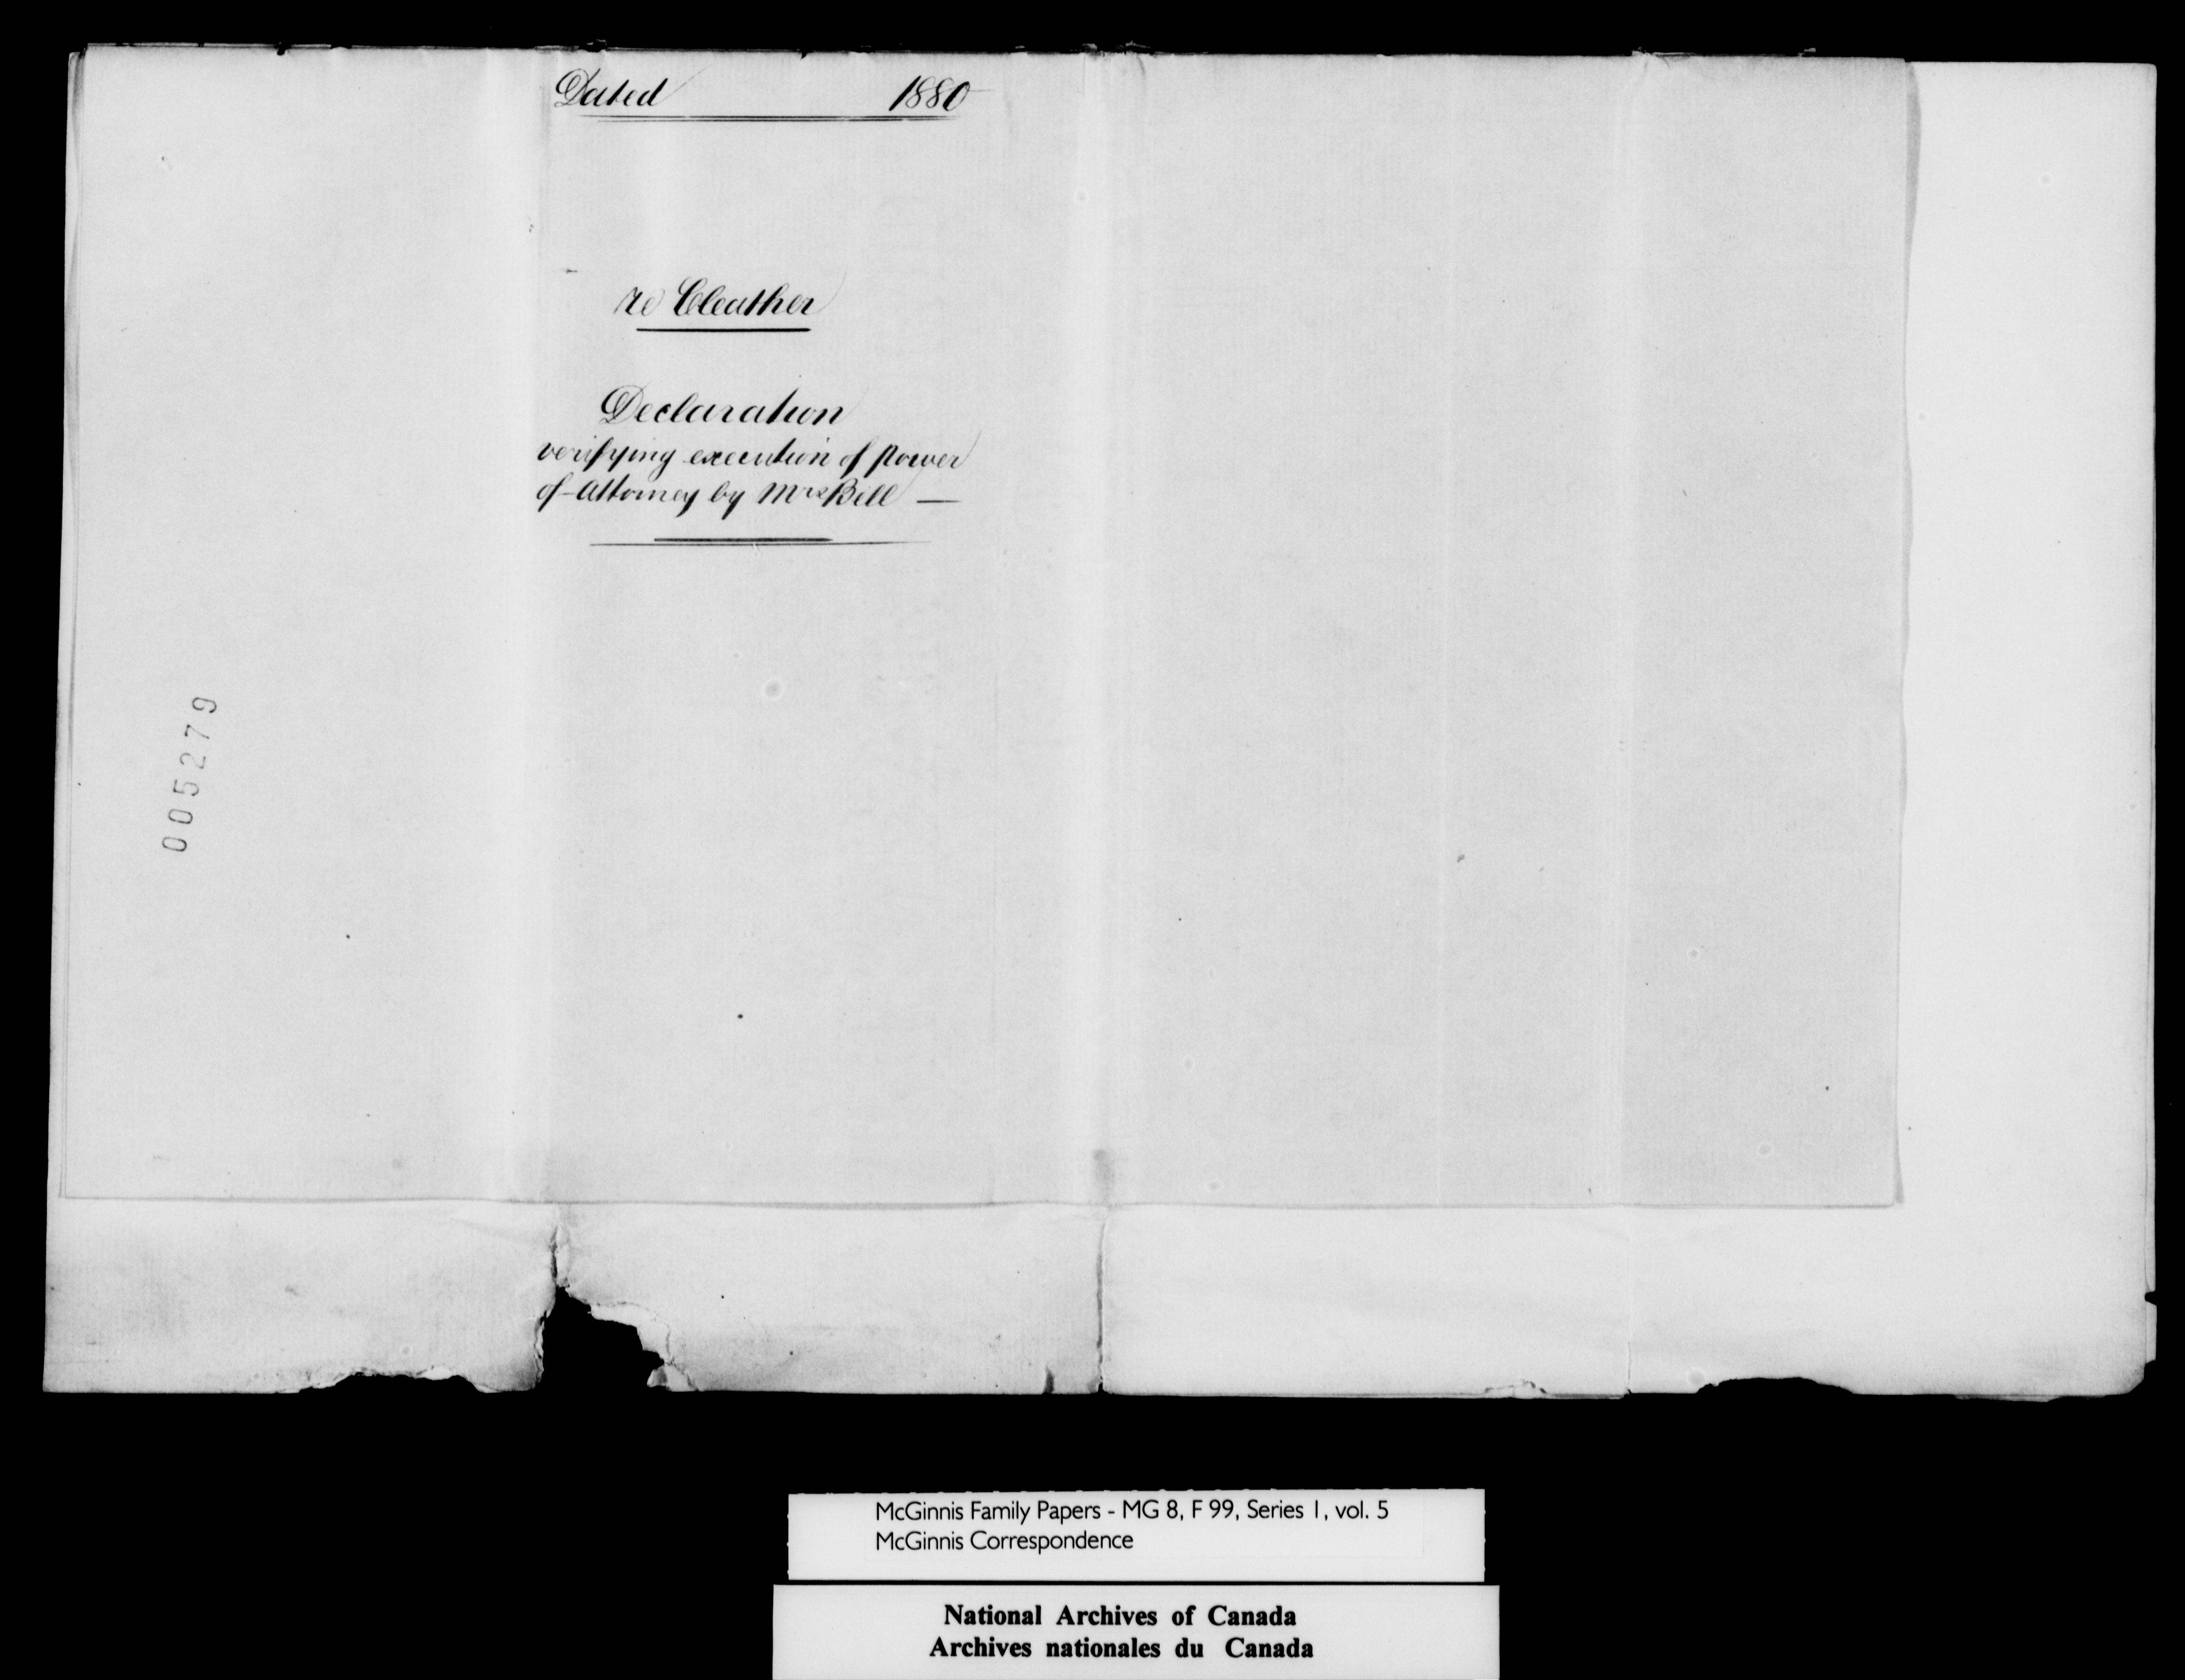 Dated 1880
re Cleather
Declaration
verifying execution of power
of Attorney by Mrs Bell —
005279
McGinnis Family Papers - MG 8, F 99, Series 1, vol. 5
McGinnis Correspondence
National Archives of Canada
Archives nationales du Canada